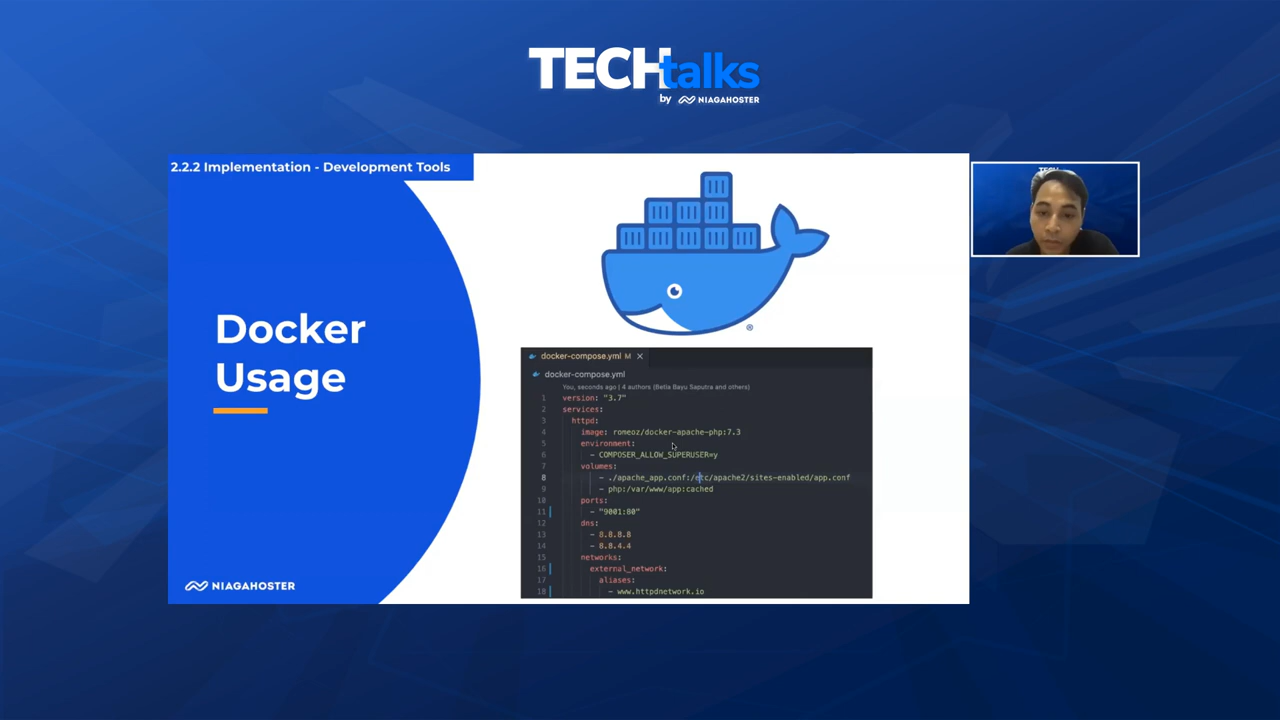 TECHtalks
by NIAGAHOSTER
2.2.2 Implementation - Development Tools
Docker
Usage
NIAGAHOSTER
®
docker-compose.yml M ×
docker-compose.yml
You, seconds ago | 4 authors (Betla Bayu Saputra and others)
1 version: "3.7"
2 services:
3 httpd:
4 image: romeoz/docker-apache-php:7.3
5 environment:
6 - COMPOSER_ALLOW_SUPERUSER=y
7 volumes:
8 - ./apache_app.conf:/etc/apache2/sites-enabled/app.conf
9 - php:/var/www/app:cached
10 ports:
11 - "9001:80"
12 dns:
13 - 8.8.8.8
14 - 8.8.4.4
15 networks:
16 external_network:
17 aliases:
18 - www.httpdnetwork.io